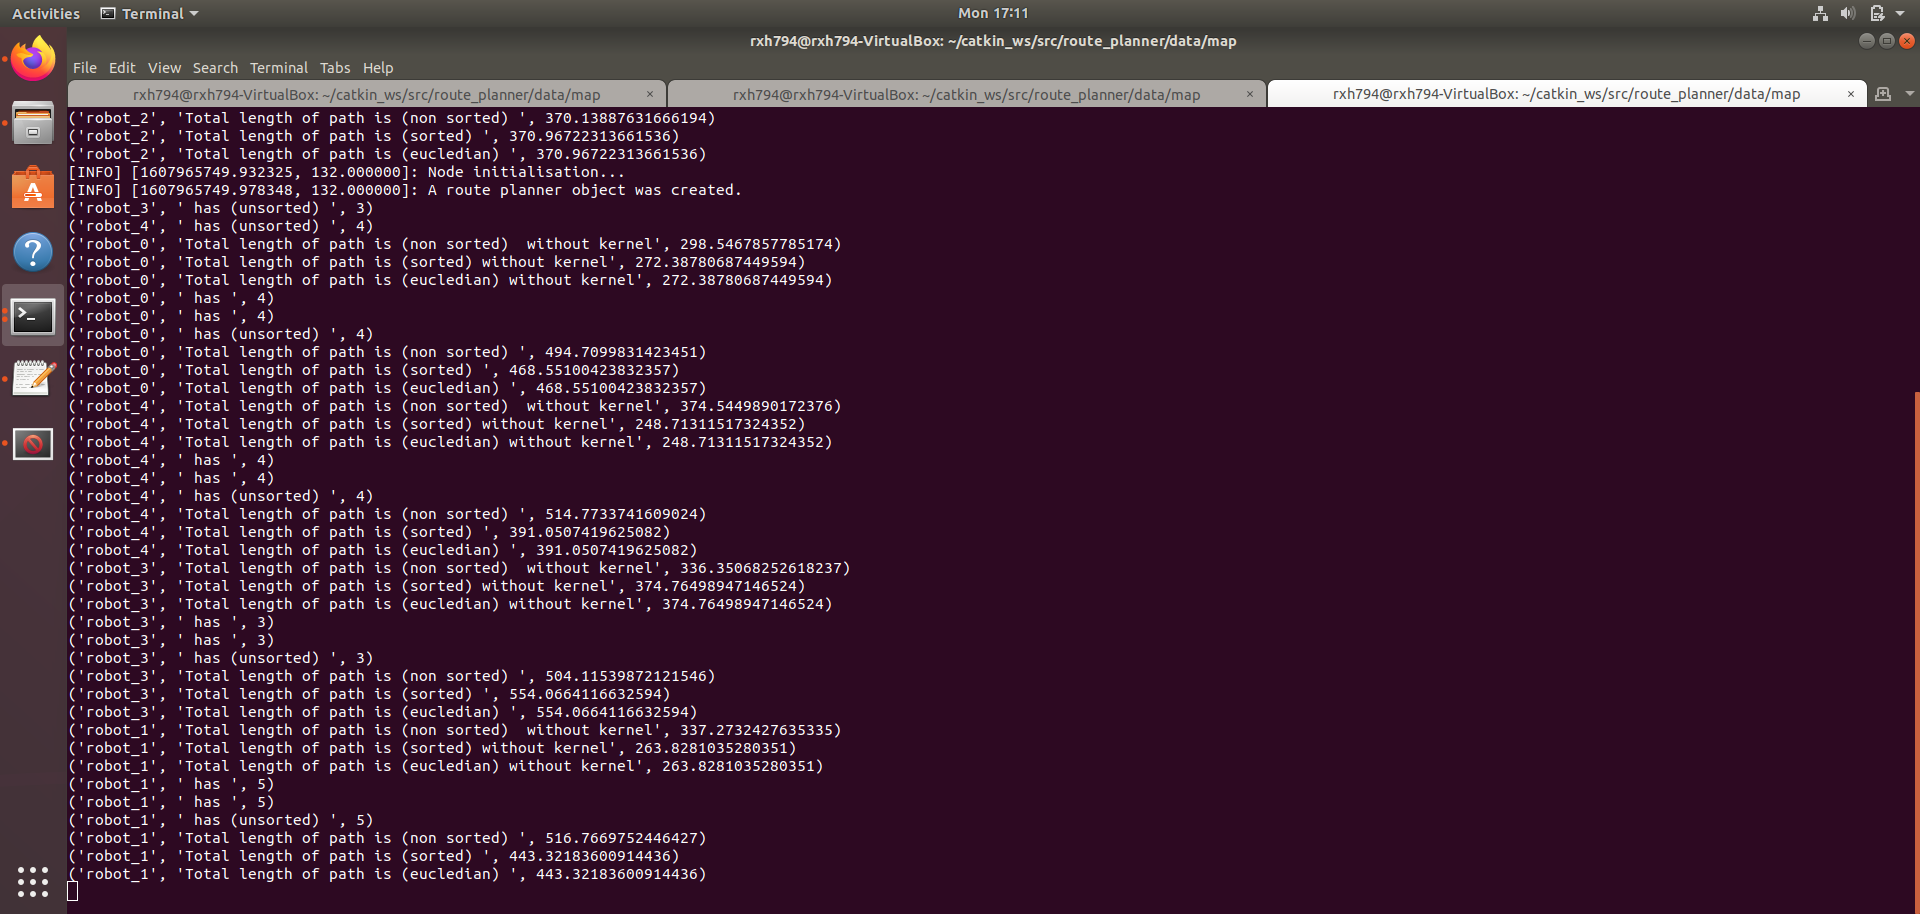 Activities Terminal Mon 17:11
rxh794@rxh794-VirtualBox: ~/catkin_ws/src/route_planner/data/map
File Edit View Search Terminal Tabs Help
rxh794@rxh794-VirtualBox: ~/catkin_ws/src/route_planner/data/map × rxh794@rxh794-VirtualBox: ~/catkin_ws/src/route_planner/data/map × rxh794@rxh794-VirtualBox: ~/catkin_ws/src/route_planner/data/map ×
('robot_2', 'Total length of path is (non sorted) ', 370.13887631666194)
('robot_2', 'Total length of path is (sorted) ', 370.96722313661536)
('robot_2', 'Total length of path is (eucledian) ', 370.96722313661536)
[INFO] [1607965749.932325, 132.000000]: Node initialisation...
[INFO] [1607965749.978348, 132.000000]: A route planner object was created.
('robot_3', ' has (unsorted) ', 3)
('robot_4', ' has (unsorted) ', 4)
('robot_0', 'Total length of path is (non sorted)  without kernel', 298.5467857785174)
('robot_0', 'Total length of path is (sorted) without kernel', 272.38780687449594)
('robot_0', 'Total length of path is (eucledian) without kernel', 272.38780687449594)
('robot_0', ' has ', 4)
('robot_0', ' has ', 4)
('robot_0', ' has (unsorted) ', 4)
('robot_0', 'Total length of path is (non sorted) ', 494.7099831423451)
('robot_0', 'Total length of path is (sorted) ', 468.55100423832357)
('robot_0', 'Total length of path is (eucledian) ', 468.55100423832357)
('robot_4', 'Total length of path is (non sorted)  without kernel', 374.5449890172376)
('robot_4', 'Total length of path is (sorted) without kernel', 248.71311517324352)
('robot_4', 'Total length of path is (eucledian) without kernel', 248.71311517324352)
('robot_4', ' has ', 4)
('robot_4', ' has ', 4)
('robot_4', ' has (unsorted) ', 4)
('robot_4', 'Total length of path is (non sorted) ', 514.7733741609024)
('robot_4', 'Total length of path is (sorted) ', 391.0507419625082)
('robot_4', 'Total length of path is (eucledian) ', 391.0507419625082)
('robot_3', 'Total length of path is (non sorted)  without kernel', 336.35068252618237)
('robot_3', 'Total length of path is (sorted) without kernel', 374.76498947146524)
('robot_3', 'Total length of path is (eucledian) without kernel', 374.76498947146524)
('robot_3', ' has ', 3)
('robot_3', ' has ', 3)
('robot_3', ' has (unsorted) ', 3)
('robot_3', 'Total length of path is (non sorted) ', 504.11539872121546)
('robot_3', 'Total length of path is (sorted) ', 554.0664116632594)
('robot_3', 'Total length of path is (eucledian) ', 554.0664116632594)
('robot_1', 'Total length of path is (non sorted)  without kernel', 337.2732427635335)
('robot_1', 'Total length of path is (sorted) without kernel', 263.8281035280351)
('robot_1', 'Total length of path is (eucledian) without kernel', 263.8281035280351)
('robot_1', ' has ', 5)
('robot_1', ' has ', 5)
('robot_1', ' has (unsorted) ', 5)
('robot_1', 'Total length of path is (non sorted) ', 516.7669752446427)
('robot_1', 'Total length of path is (sorted) ', 443.32183600914436)
('robot_1', 'Total length of path is (eucledian) ', 443.32183600914436)